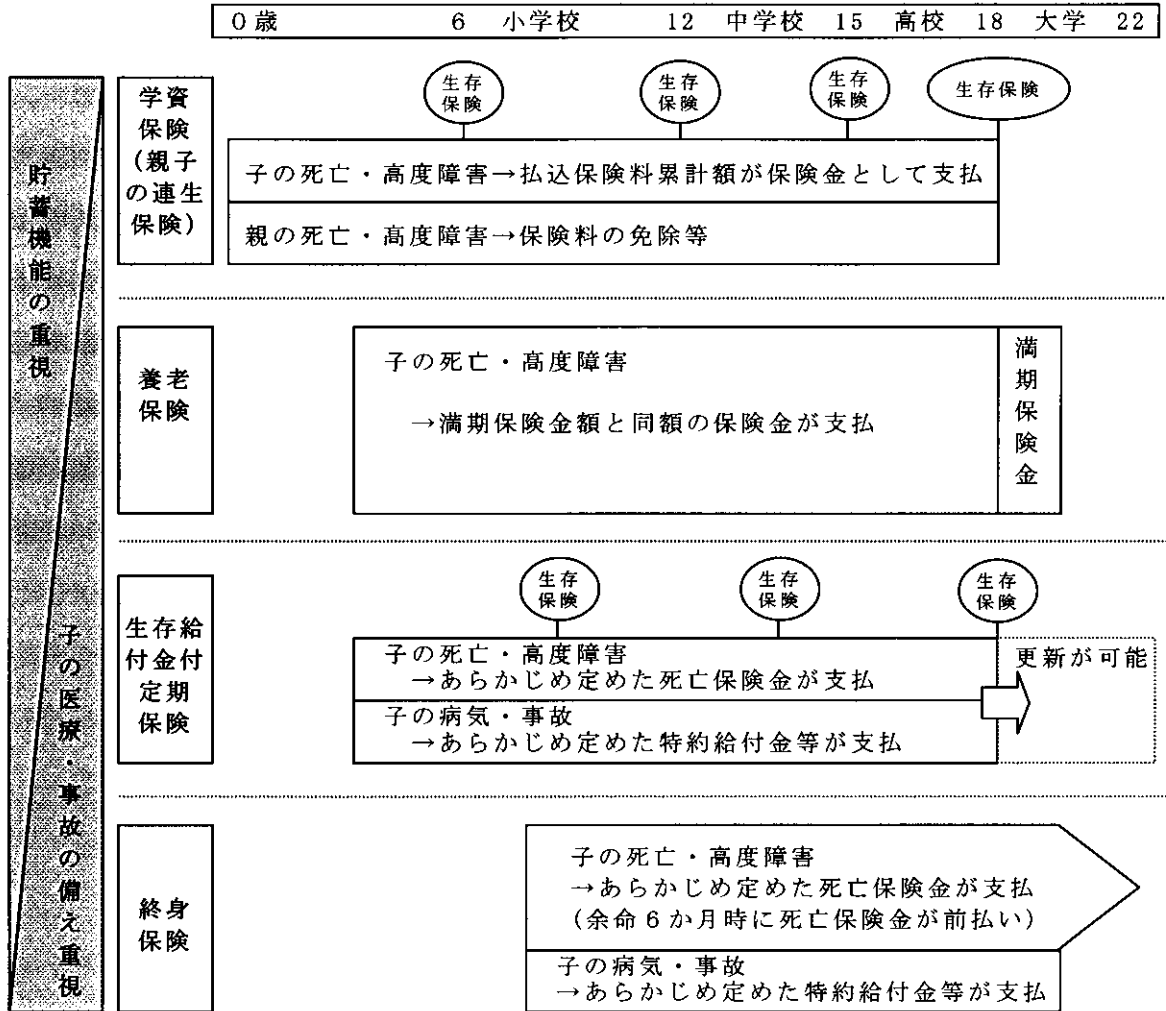 0歳 6 小学校 12 中学校 15 高校 18 大学 22
貯蓄機能の重視
子の医療・事故の備え重視
学資
保険
(親子
の連生
保険)
生存
保険
生存
保険
生存
保険
生存保険
子の死亡・高度障害→払込保険料累計額が保険金として支払
親の死亡・高度障害→保険料の免除等
養老
保険
子の死亡・高度障害
→満期保険金額と同額の保険金が支払
満期保険金
生存給
付金付
定期
保険
生存
保険
生存
保険
生存
保険
子の死亡・高度障害
→あらかじめ定めた死亡保険金が支払
子の病気・事故
→あらかじめ定めた特約給付金等が支払
更新が可能
終身
保険
子の死亡・高度障害
→あらかじめ定めた死亡保険金が支払
(余命6か月時に死亡保険金が前払い)
子の病気・事故
→あらかじめ定めた特約給付金等が支払